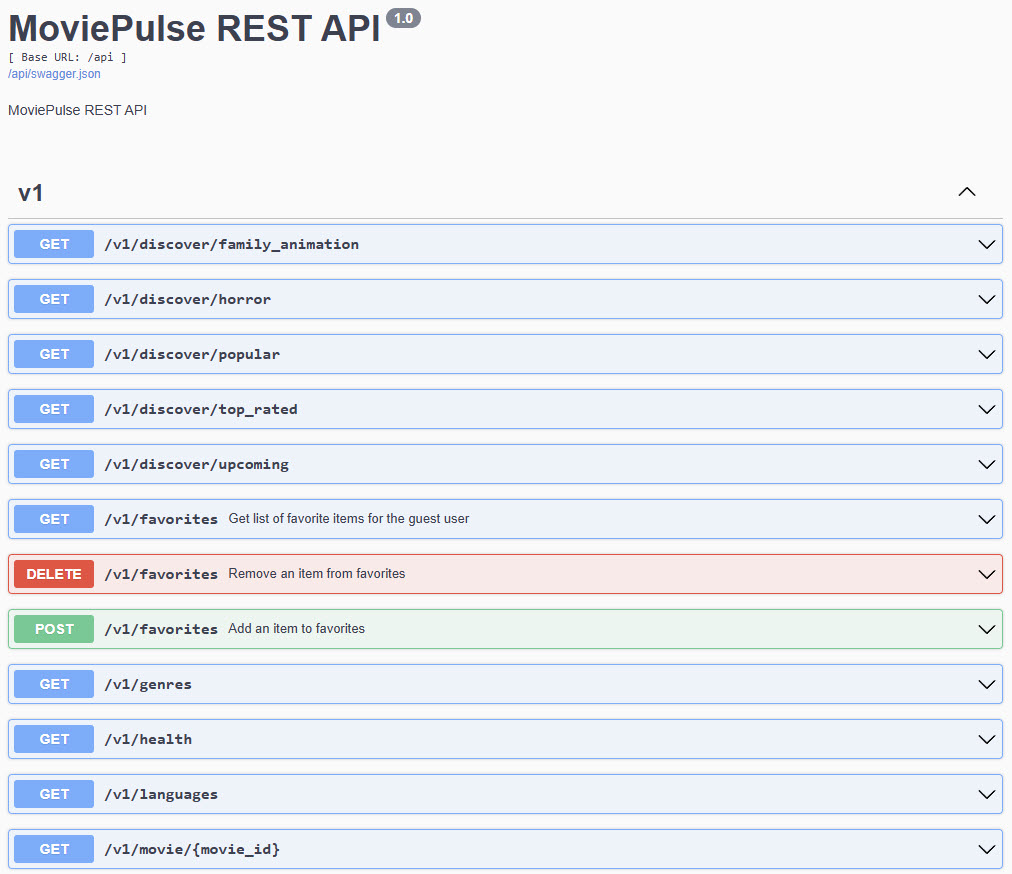 MoviePulse REST API 1.0
[ Base URL: /api ]
/api/swagger.json
MoviePulse REST API
v1
GET /v1/discover/family_animation
GET /v1/discover/horror
GET /v1/discover/popular
GET /v1/discover/top_rated
GET /v1/discover/upcoming
GET /v1/favorites Get list of favorite items for the guest user
DELETE /v1/favorites Remove an item from favorites
POST /v1/favorites Add an item to favorites
GET /v1/genres
GET /v1/health
GET /v1/languages
GET /v1/movie/{movie_id}